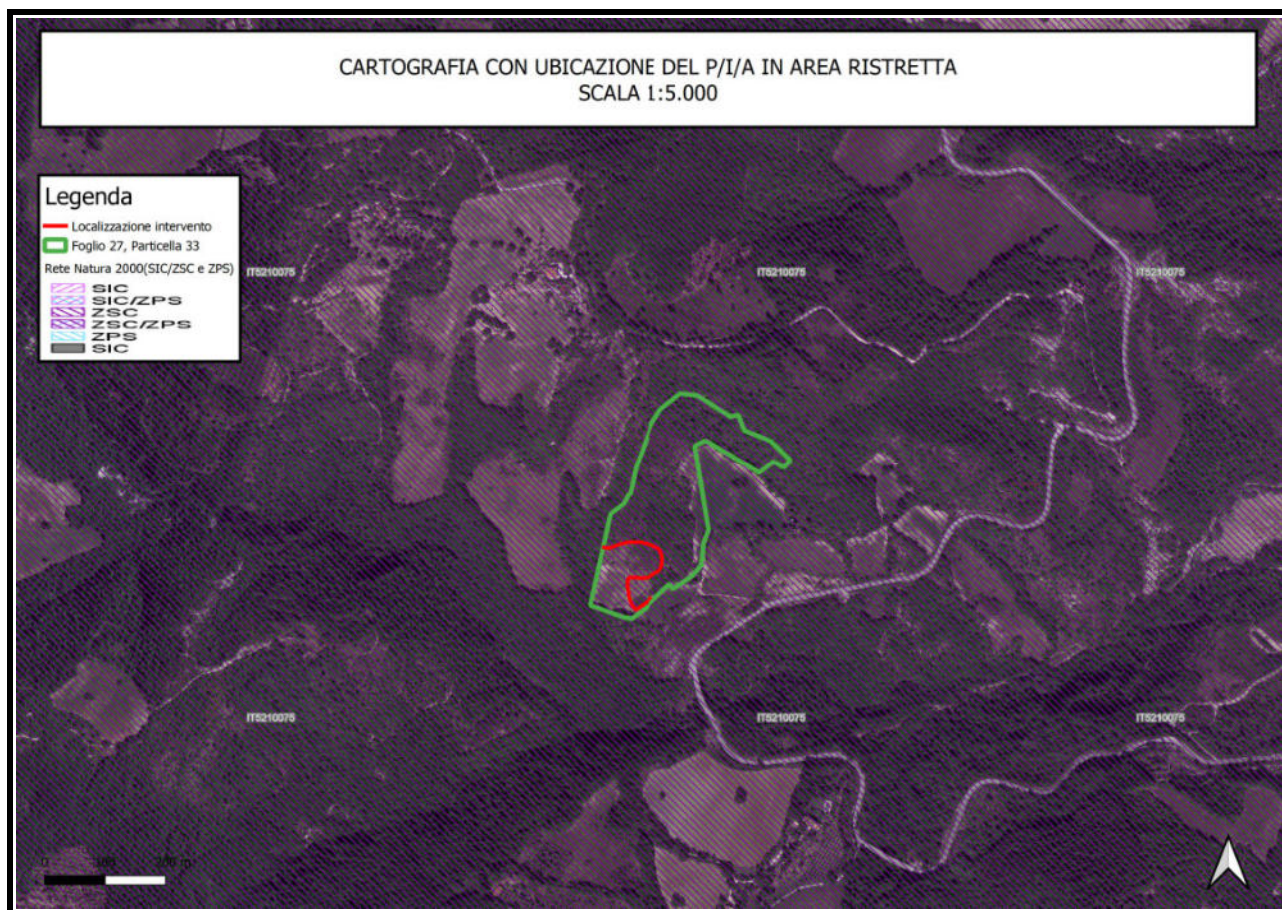 CARTOGRAFIA CON UBICAZIONE DEL P/I/A IN AREA RISTRETTA
SCALA 1:5.000
Legenda
Localizzazione intervento
Foglio 27, Particella 33
Rete Natura 2000(SIC/ZSC e ZPS)
SIC
SIC/ZPS
ZSC
ZSC/ZPS
ZPS
SIC
IT5210075 IT5210075 IT5210075
IT5210075 IT5210075 IT5210075
0 100 200 m